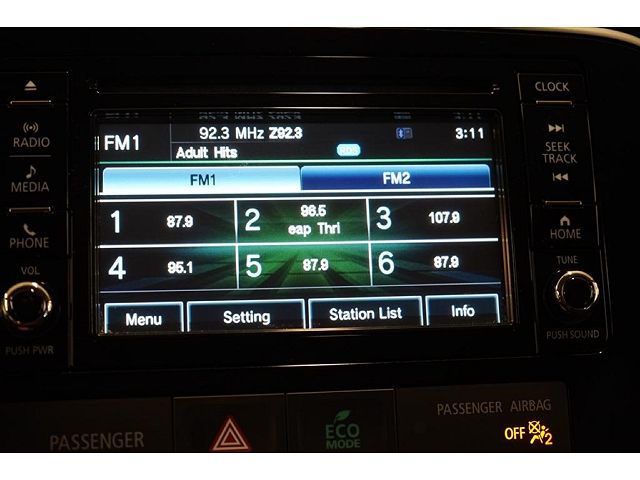 CLOCK
RADIO
FM1 92.3 MHz Z92.3 3:11
Adult Hits RDS
SEEK
TRACK
MEDIA
FM1 FM2
1 87.9 2 96.5 3 107.9
eap Thri
PHONE
HOME
4 95.1 5 87.9 6 87.9
VOL
TUNE
Menu Setting Station List Info
PUSH PWR
PUSH SOUND
PASSENGER AIRBAG
PASSENGER
ECO
MODE
OFF 2